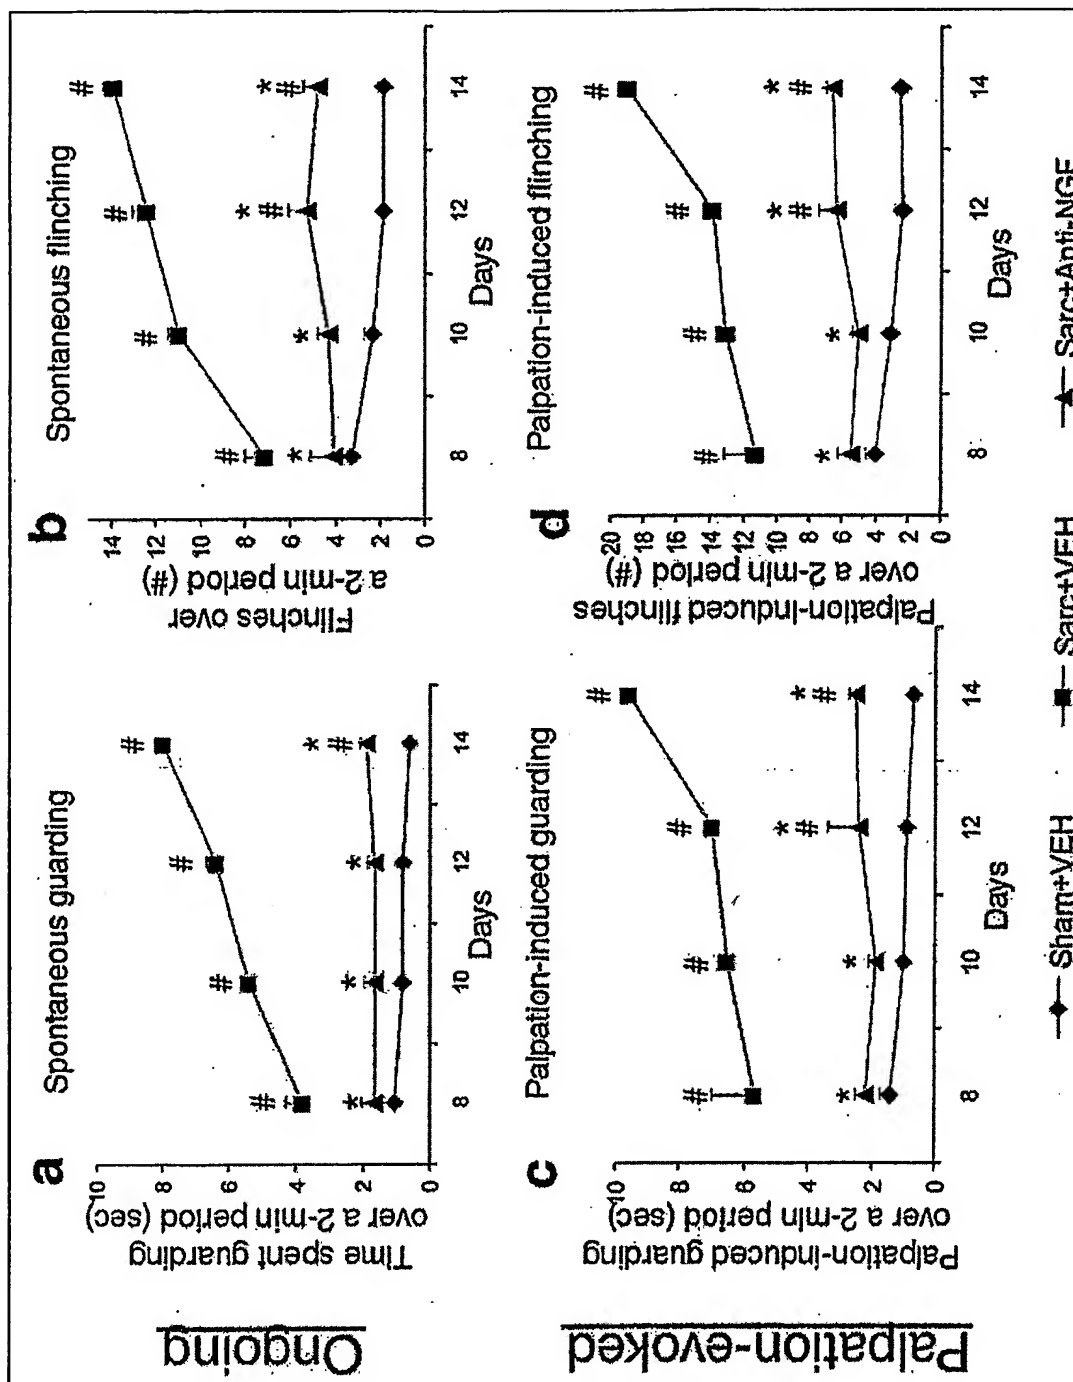 Ongoing
a
Spontaneous guarding
Time spent guarding
over a 2-min period (sec)
10
8
6
4
2
0
# # # #
* * * *
#
8 10 12 14
Days
b
Spontaneous flinching
Flinches over
a 2-min period (#)
14
12
10
8
6
4
2
0
# # # #
* * * *
# #
8 10 12 14
Days
Palpation-evoked
c
Palpation-induced guarding
Palpation-induced guarding
over a 2-min period (sec)
10
8
6
4
2
0
# # # #
* * * *
# #
8 10 12 14
Days
d
Palpation-induced flinching
Palpation-induced flinches
over a 2 min period (#)
20
18
16
14
12
10
8
6
4
2
0
# # # #
* * * *
# #
8 10 12 14
Days
Sham+VEH Sarc+VEH Sarc+Anti-NGF